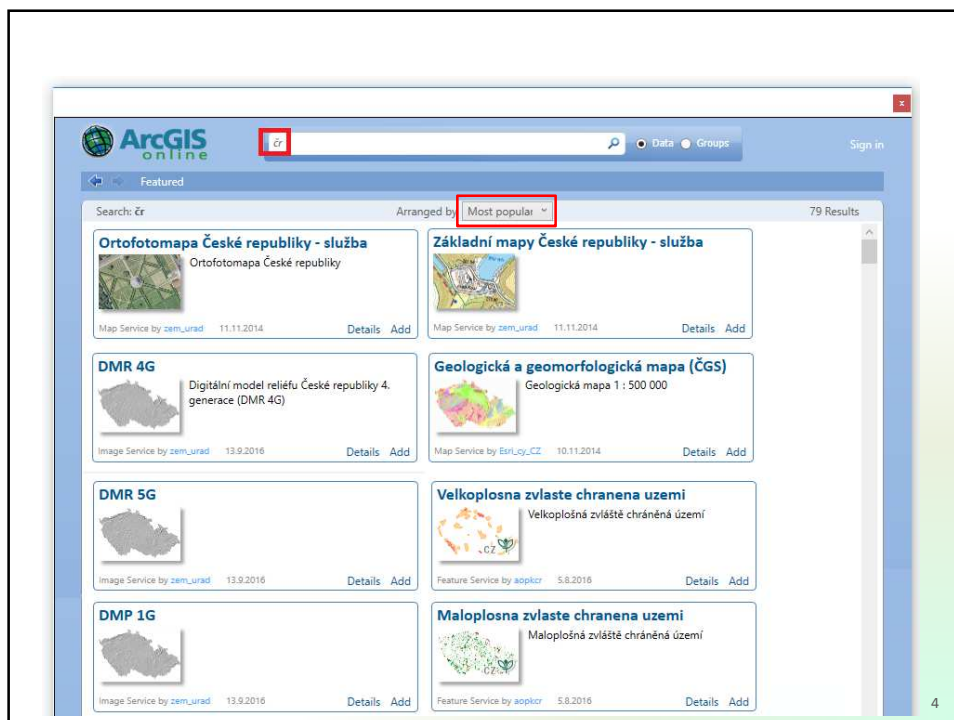 x
ArcGIS
online
čr
Data
Groups
Sign in
Featured
Search: čr
Arranged by
Most popular
79 Results
Ortofotomapa České republiky - služba
Ortofotomapa České republiky
Map Service by zem_urad 11.11.2014
Details Add
Základní mapy České republiky - služba
Map Service by zem_urad 11.11.2014
Details Add
DMR 4G
Digitální model reliéfu České republiky 4.
generace (DMR 4G)
Image Service by zem_urad 13.9.2016
Details Add
Geologická a geomorfologická mapa (ČGS)
Geologická mapa 1 : 500 000
Map Service by Esri_cy_CZ 10.11.2014
Details Add
DMR 5G
Image Service by zem_urad 13.9.2016
Details Add
Velkoplosna zvlaste chranena uzemi
Velkoplošná zvláště chráněná území
CZ
Feature Service by aopkcr 5.8.2016
Details Add
DMP 1G
Image Service by zem_urad 13.9.2016
Details Add
Maloplosna zvlaste chranena uzemi
Maloplošná zvláště chráněná území
CZ
Feature Service by aopkcr 5.8.2016
Details Add
4